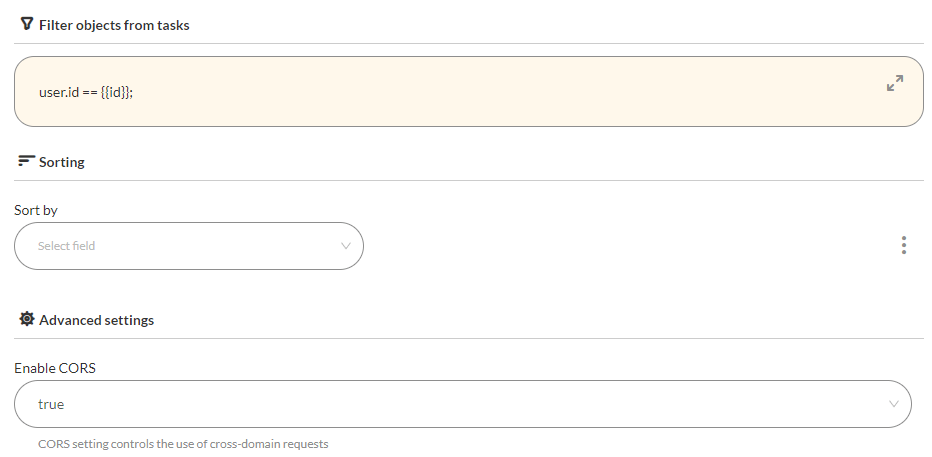 Filter objects from tasks
user.id == {{id}};
Sorting
Sort by
Select field
Advanced settings
Enable CORS
true
CORS setting controls the use of cross-domain requests